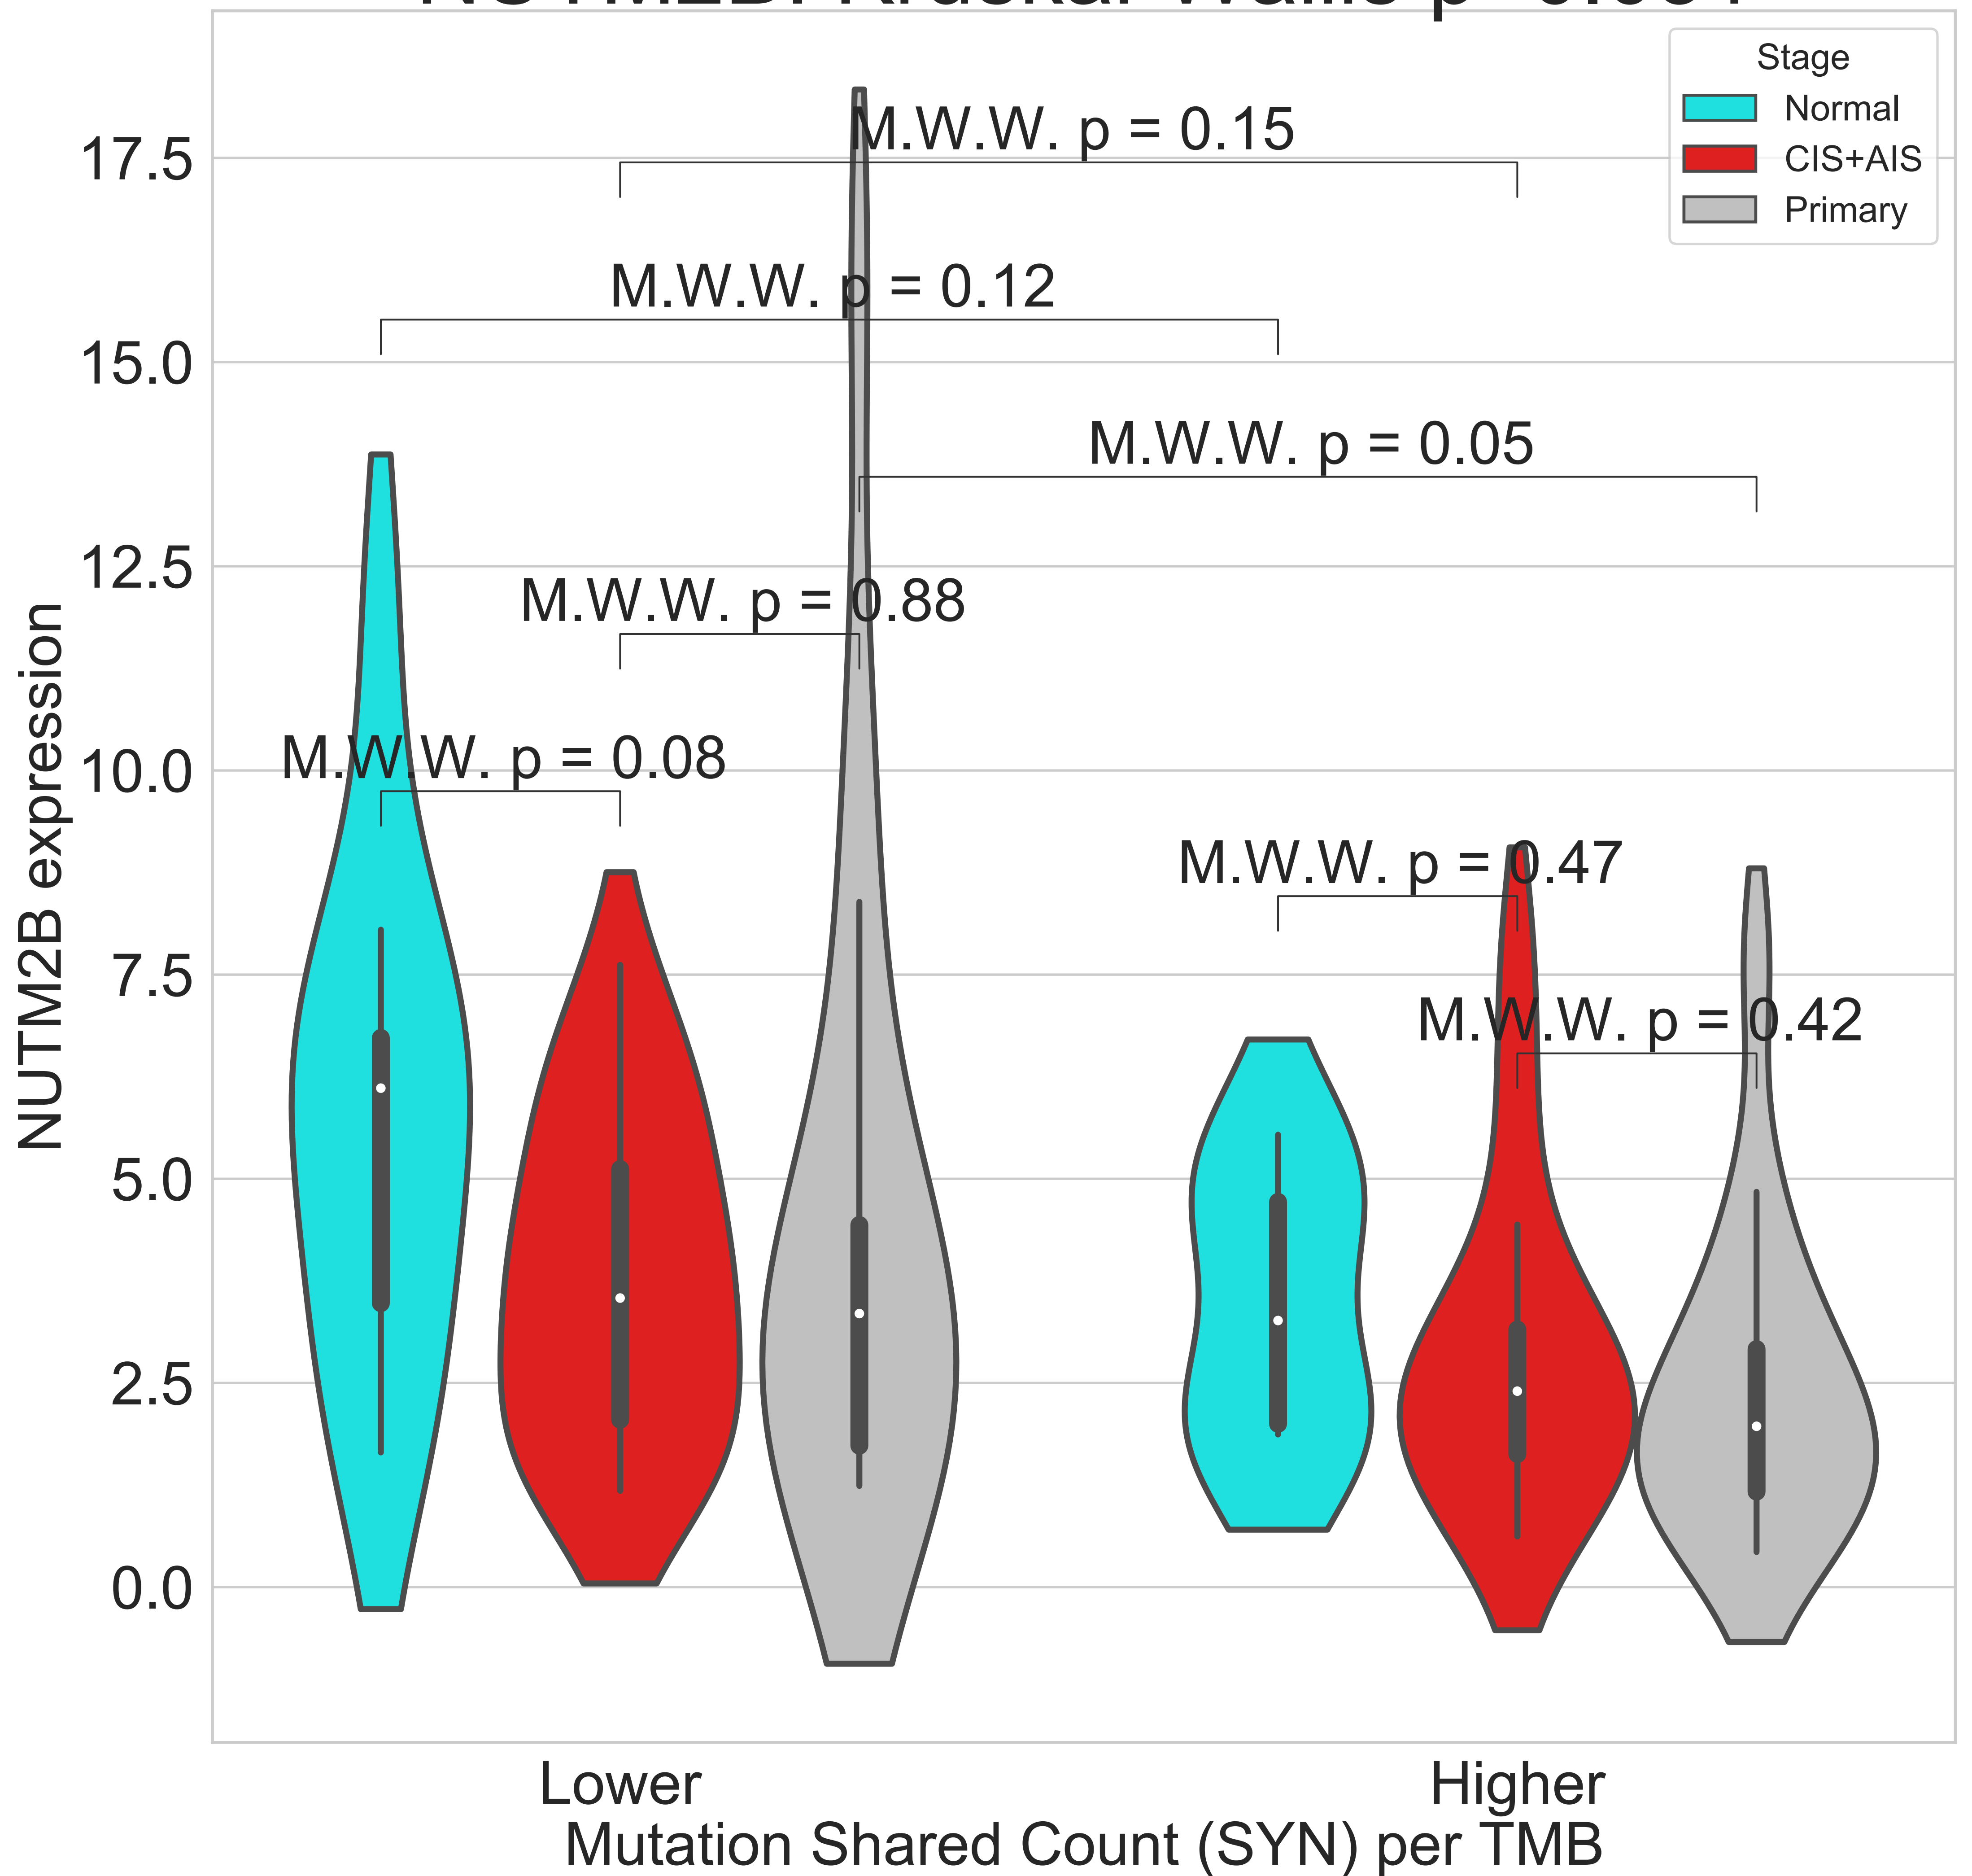 Stage
Normal
CIS+AIS
Primary
M.W.W. p = 0.15
17.5
M.W.W. p = 0.12
15.0
M.W.W. p = 0.05
12.5
M.W.W. p = 0.88
M.W.W. p = 0.08
10.0
M.W.W. p = 0.47
7.5
M.W.W. p = 0.42
5.0
2.5
0.0
NUTM2B expression
Lower
Higher
Mutation Shared Count (SYN) per TMB